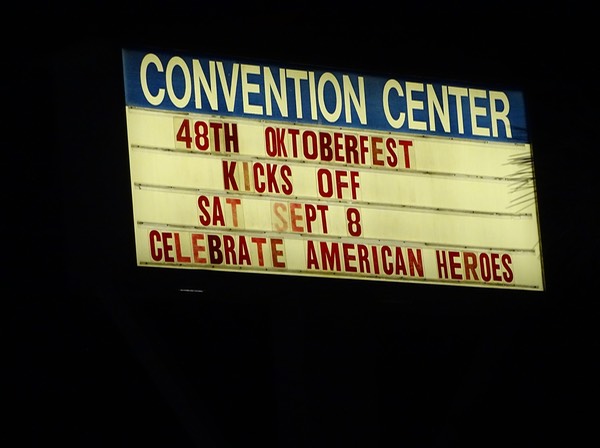 CONVENTION CENTER
48TH OKTOBERFEST
KICKS OFF
SAT SEPT 8
CELEBRATE AMERICAN HEROES